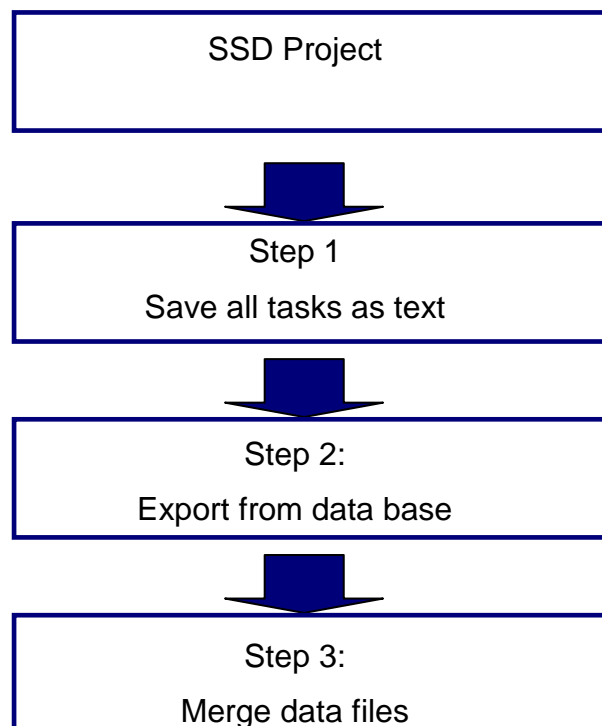 SSD Project
Step 1
Save all tasks as text
Step 2:
Export from data base
Step 3:
Merge data files